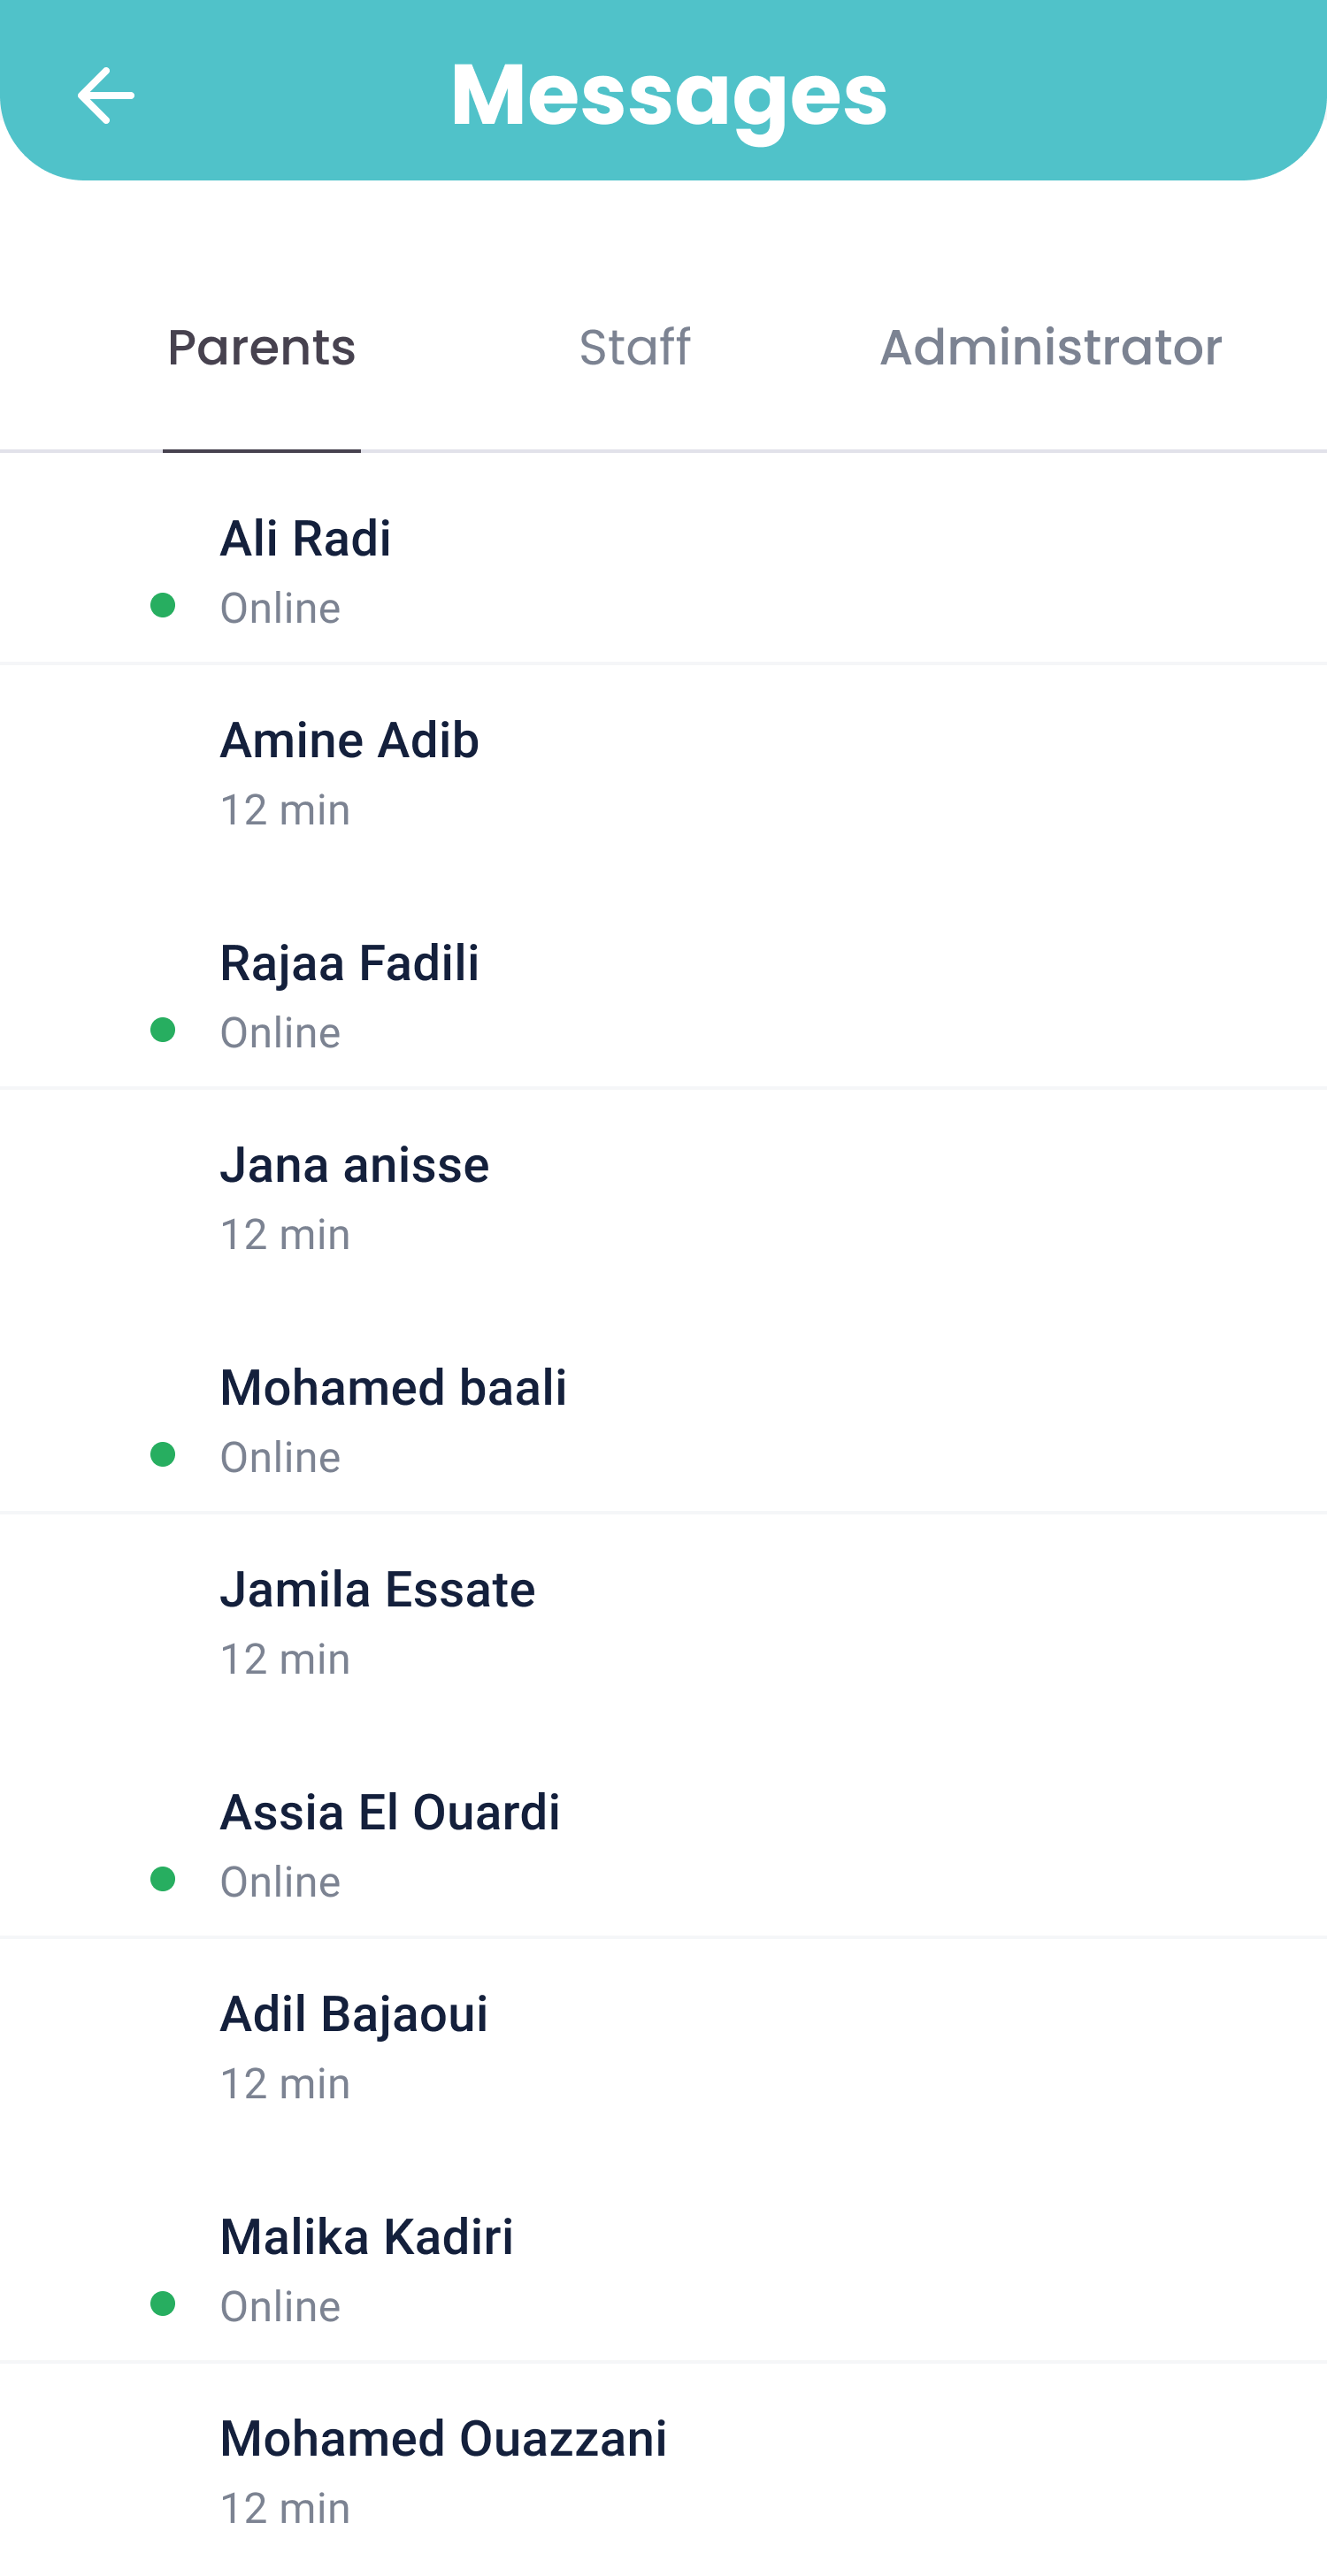 Messages
Parents Staff Administrator
Ali Radi
Online
Amine Adib
12 min
Rajaa Fadili
Online
Jana anisse
12 min
Mohamed baali
Online
Jamila Essate
12 min
Assia El Ouardi
Online
Adil Bajaoui
12 min
Malika Kadiri
Online
Mohamed Ouazzani
12 min